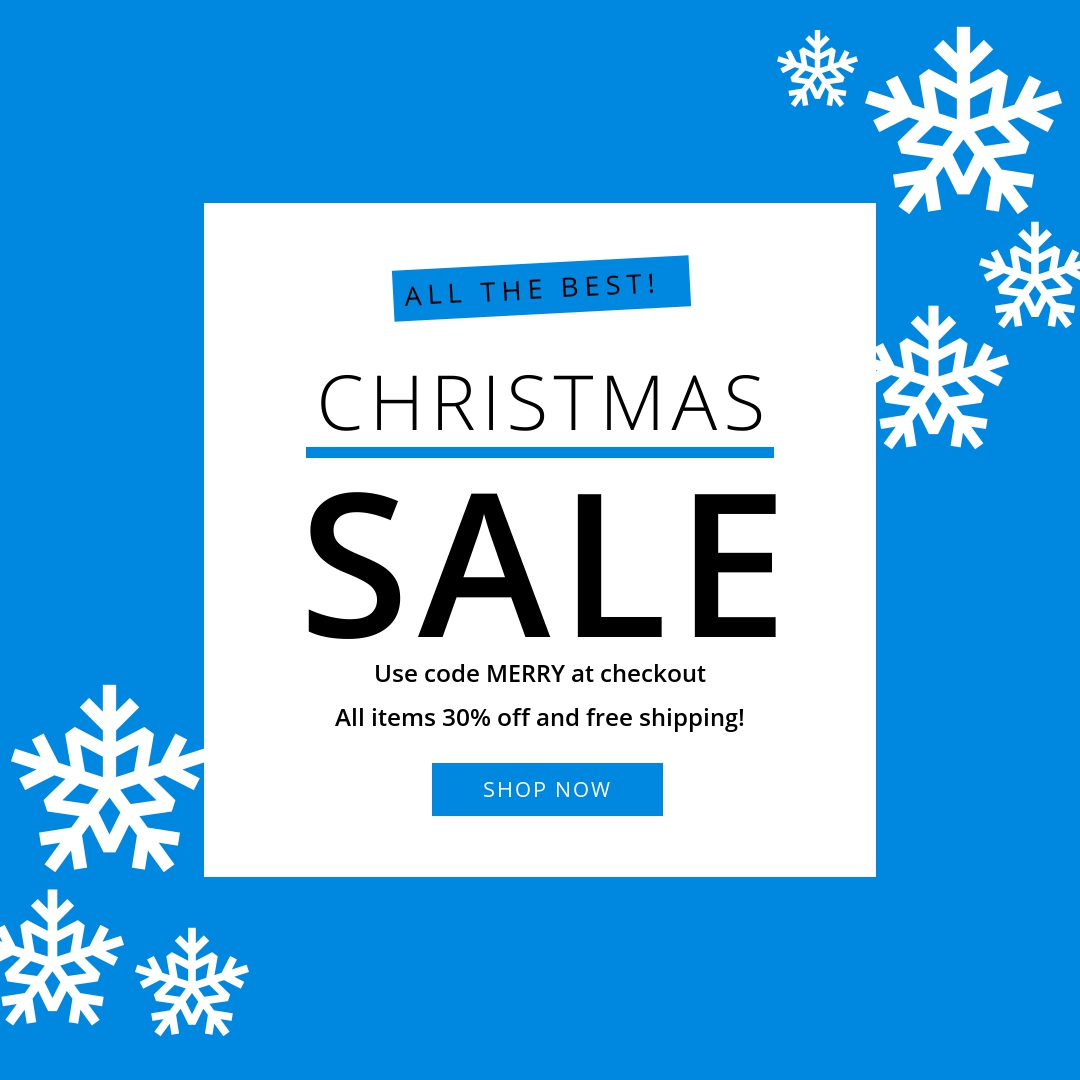 ALL THE BEST!
CHRISTMAS
SALE
Use code MERRY at checkout
All items 30% off and free shipping!
SHOP NOW